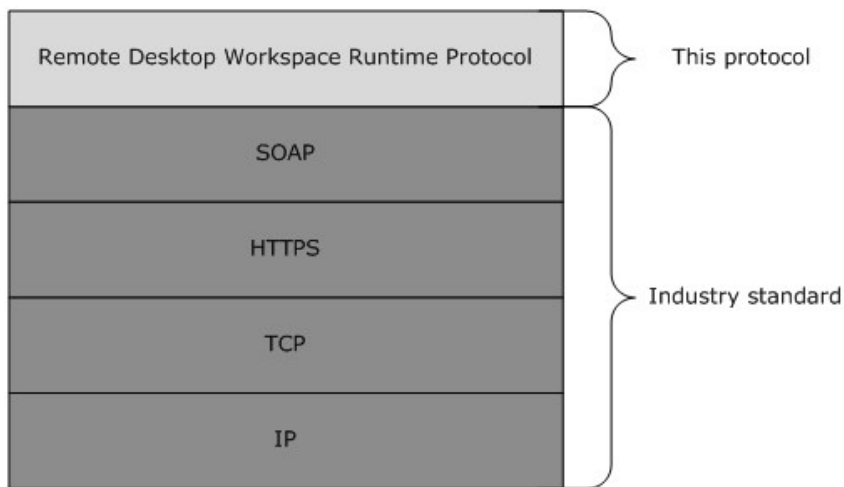 Remote Desktop Workspace Runtime Protocol
This protocol
SOAP
HTTPS
Industry standard
TCP
IP